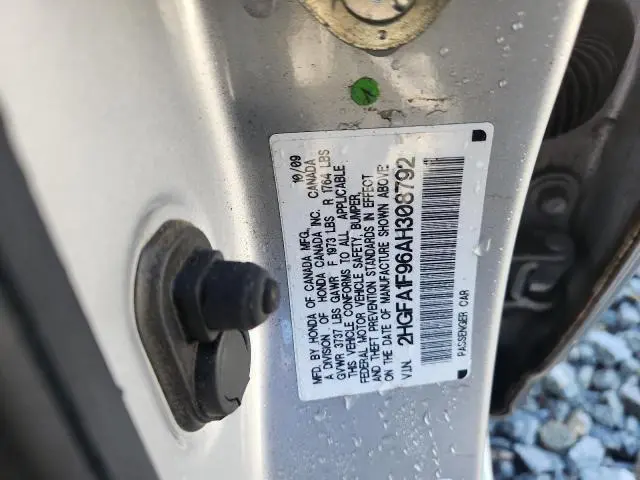 MFD. BY HONDA OF CANADA MFG. 10/09
A DIVISION OF HONDA CANADA INC. CANADA
GVWR 3737 LBS GAWR F 1973 LBS R 1764 LBS
THIS VEHICLE CONFORMS TO ALL APPLICABLE
FEDERAL MOTOR VEHICLE SAFETY, BUMPER,
AND THEFT PREVENTION STANDARDS IN EFFECT
ON THE DATE OF MANUFACTURE SHOWN ABOVE.
V.I.N. 2HGFA1F96AH308792
PASSENGER CAR